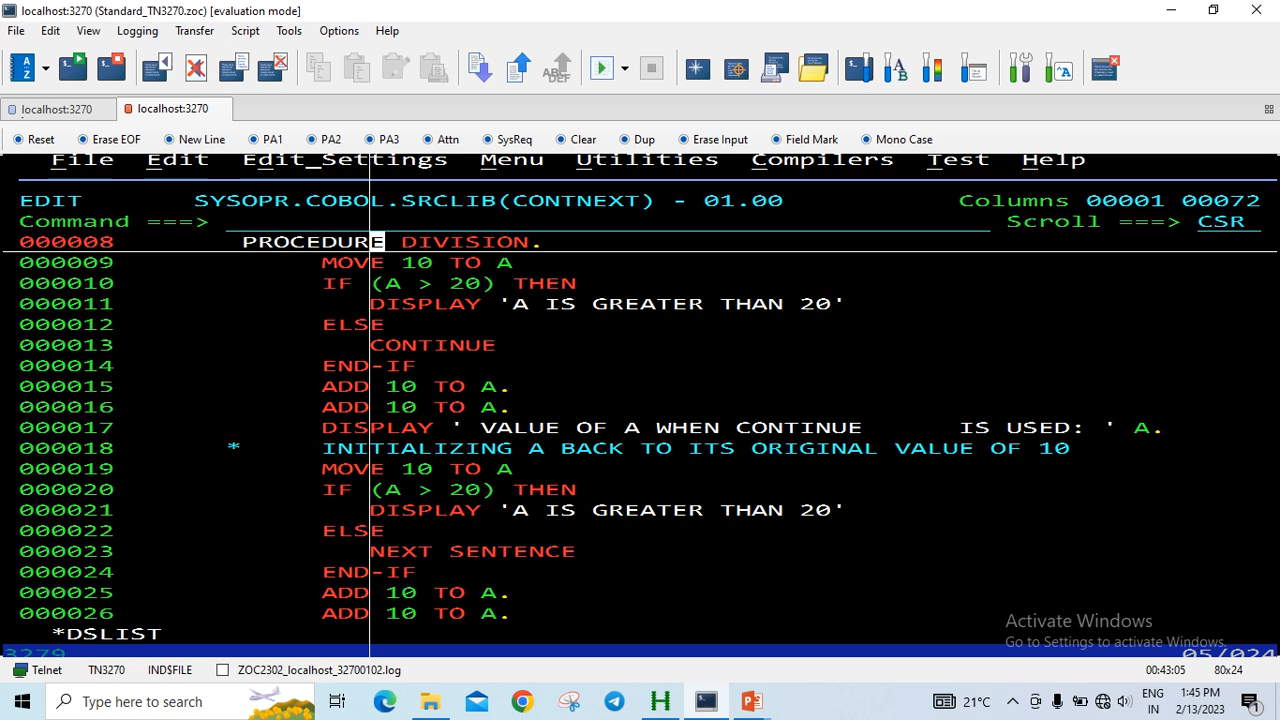 localhost:3270 (Standard_TN3270.zoc) [evaluation mode]
File Edit View Logging Transfer Script Tools Options Help
localhost:3270 localhost:3270
Reset Erase EOF New Line PA1 PA2 PA3 Attn SysReq Clear Dup Erase Input Field Mark Mono Case
File Edit Edit_Settings Menu Utilities Compilers Test Help
EDIT SYSOPR.COBOL.SRCLIB(CONTNEXT) - 01.00 Columns 00001 00072
Command ===> Scroll ===> CSR
000008 PROCEDURE DIVISION.
000009 MOVE 10 TO A
000010 IF (A > 20) THEN
000011 DISPLAY 'A IS GREATER THAN 20'
000012 ELSE
000013 CONTINUE
000014 END-IF
000015 ADD 10 TO A.
000016 ADD 10 TO A.
000017 DISPLAY ' VALUE OF A WHEN CONTINUE IS USED: ' A.
000018 * INITIALIZING A BACK TO ITS ORIGINAL VALUE OF 10
000019 MOVE 10 TO A
000020 IF (A > 20) THEN
000021 DISPLAY 'A IS GREATER THAN 20'
000022 ELSE
000023 NEXT SENTENCE
000024 END-IF
000025 ADD 10 TO A.
000026 ADD 10 TO A.
*DSLIST
Activate Windows
Go to Settings to activate Windows.
3279 05/024
Telnet TN3270 IND$FILE ZOC2302_localhost_32700102.log 00:43:05 80x24
Type here to search 21°C ENG IN 1:45 PM 2/13/2023 1